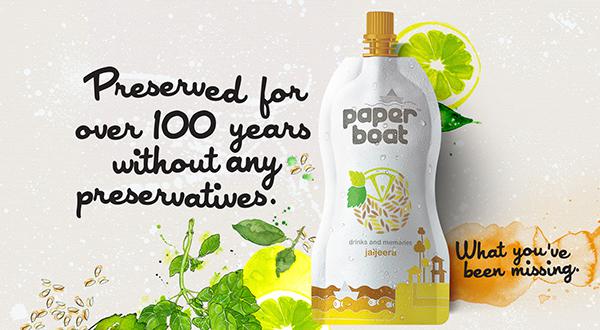 Preserved for
over 100 years
without any
preservatives.
paper
boat
drinks and memories
jaljeera
What you've
been missing.